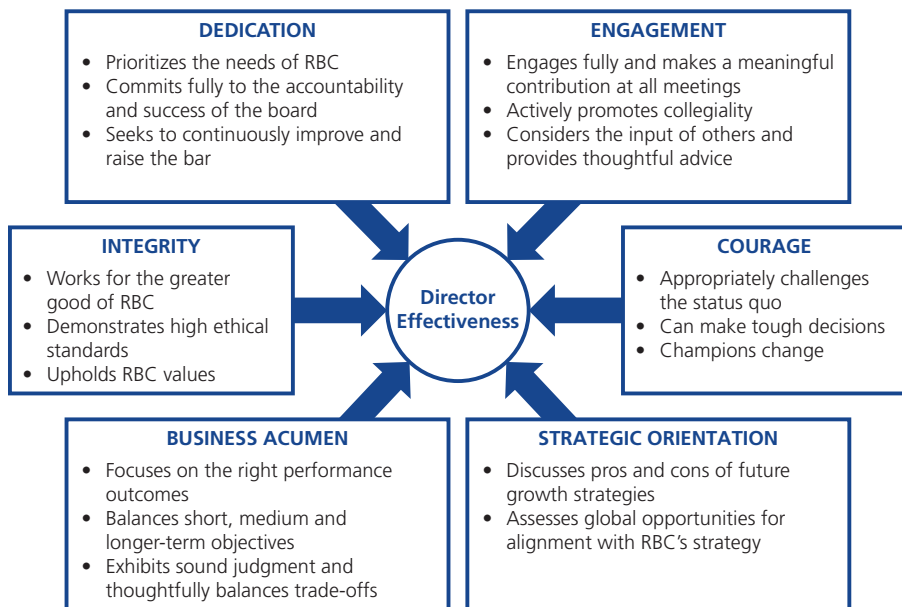 DEDICATION
• Prioritizes the needs of RBC
• Commits fully to the accountability
and success of the board
• Seeks to continuously improve and
raise the bar
ENGAGEMENT
• Engages fully and makes a meaningful
contribution at all meetings
• Actively promotes collegiality
• Considers the input of others and
provides thoughtful advice
INTEGRITY
• Works for the greater
good of RBC
• Demonstrates high ethical
standards
• Upholds RBC values
Director
Effectiveness
COURAGE
• Appropriately challenges
the status quo
• Can make tough decisions
• Champions change
BUSINESS ACUMEN
• Focuses on the right performance
outcomes
• Balances short, medium and
longer-term objectives
• Exhibits sound judgment and
thoughtfully balances trade-offs
STRATEGIC ORIENTATION
• Discusses pros and cons of future
growth strategies
• Assesses global opportunities for
alignment with RBC's strategy